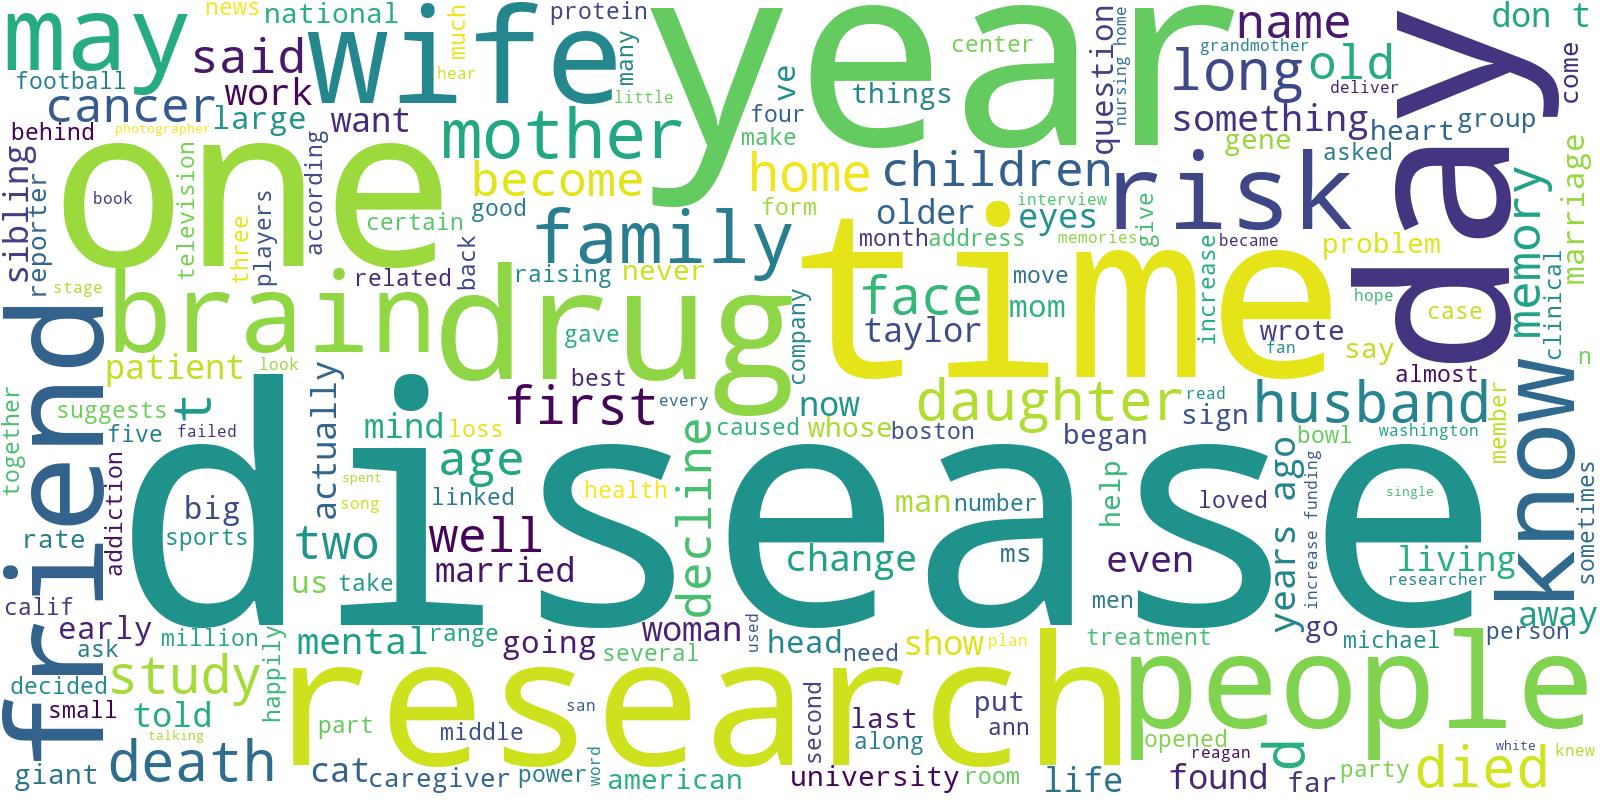 may
news
national
protein
wife
year
much
many
hear
little
center
question
nursing home
name
grandmother
don t
said
football
cancer
work
large
want
ve
things
four
make
long
old
deliver
come
day
behind
photographer
mother
something
heart
group
gene
asked
one
sibling
reporter
book
television
according
three
players
certain
become
good
home
form
children
older
interview
eyes
risk
give
memory
marriage
stage
related
back
family
raising
never
time
month
address
memories
became
problem
clinical
brain
drug
gave
company
face
taylor
move
mom
increase
wrote
fan
hope
case
say
n
friend
patient
look
best
first
every
now
daughter
read
sign
husband
almost
know
together
suggests
t
five
failed
actually
mind
loss
caused
whose
boston
began
bowl
washington
member
disease
age
decline
addiction
big
sports
rate
spent
song
linked
health
man
number
help
loved
years ago
increase funding
single
sometimes
two
well
married
us
take
change
ms
even
living
researcher
men
calif
early
ask
million
happily
mental
range
going
several
woman
used
head
need
show
plan
treatment
go
michael
person
away
decided
study
small
told
talking
research
people
part
middle
san
second
last
along
put
ann
opened
d
reagan
white
knew
giant
death
cat
caregiver
power
word
american
university
room
life
found
far
party
died